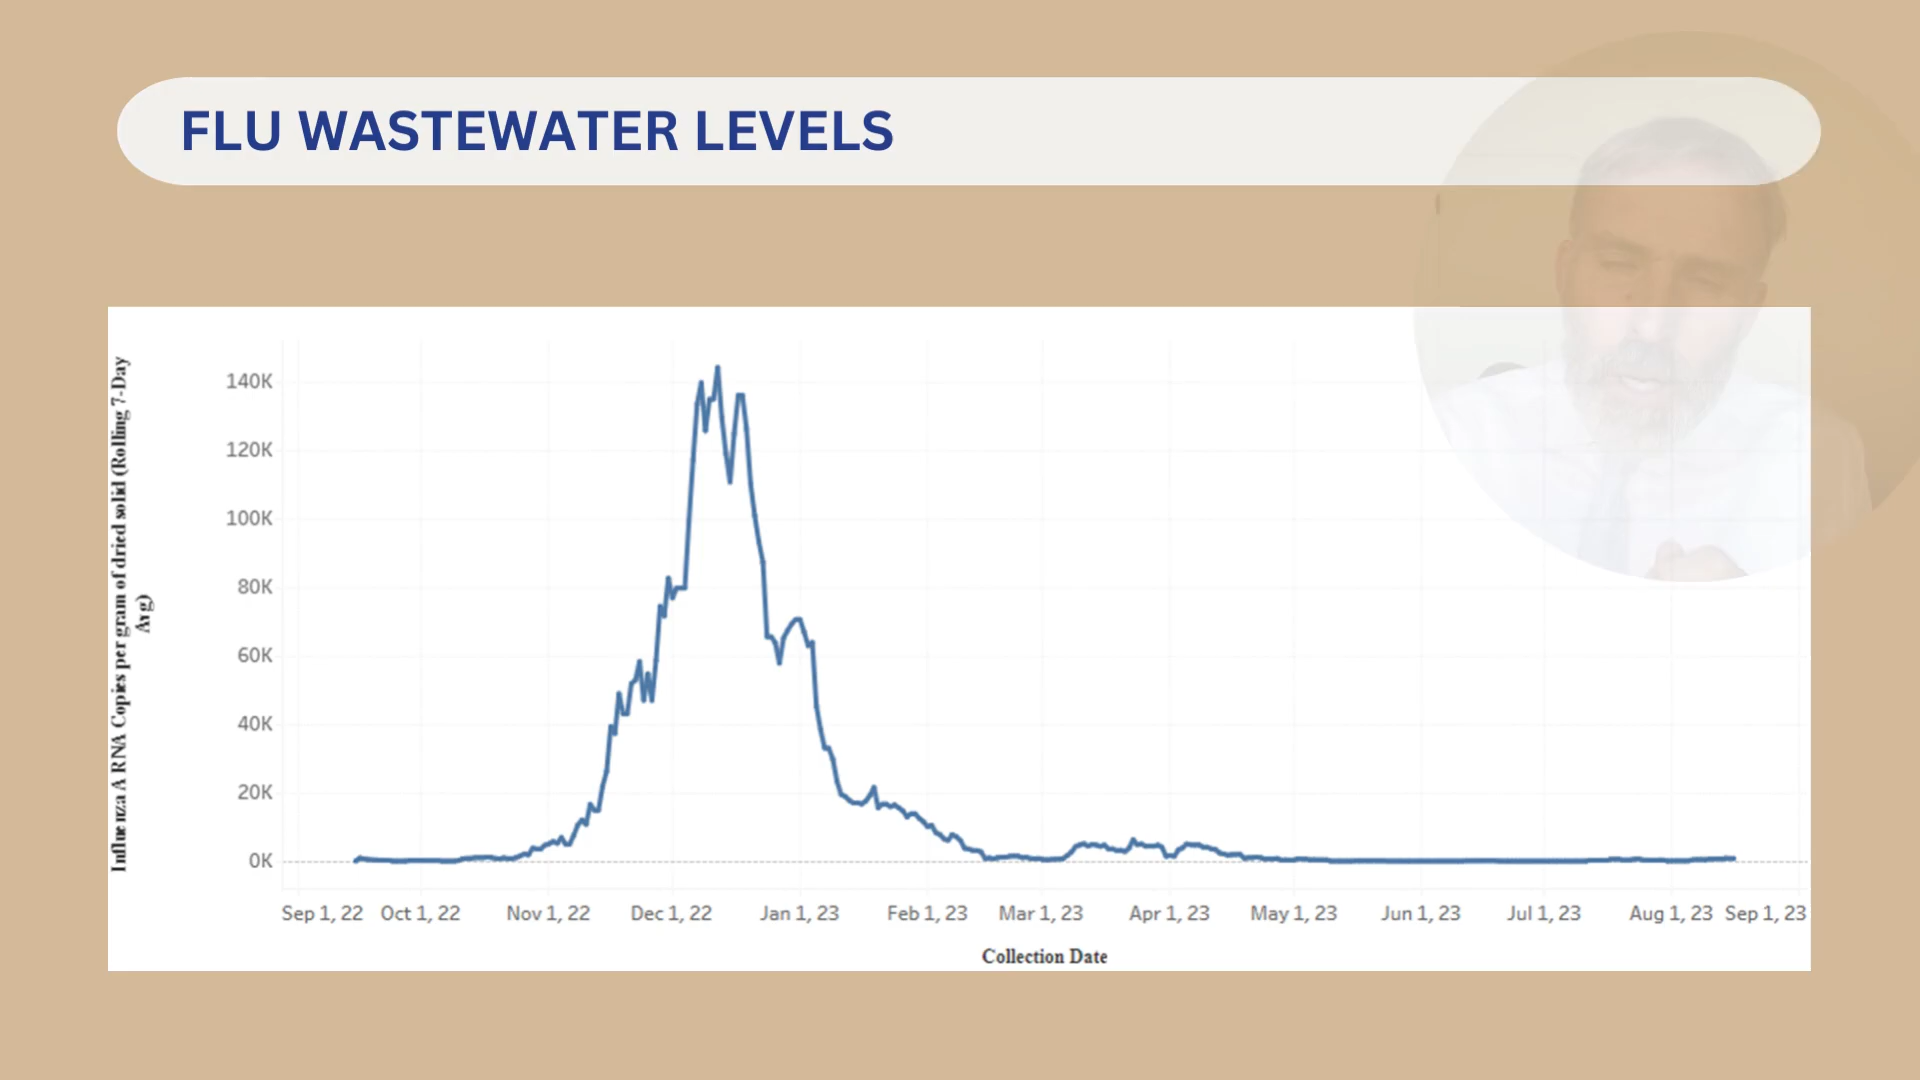 FLU WASTEWATER LEVELS
Influenza A RNA Copies per gram of dried solid (Rolling 7-Day
Avg)
140K
120K
100K
80K
60K
40K
20K
0K
Sep 1, 22 Oct 1, 22 Nov 1, 22 Dec 1, 22 Jan 1, 23 Feb 1, 23 Mar 1, 23 Apr 1, 23 May 1, 23 Jun 1, 23 Jul 1, 23 Aug 1, 23 Sep 1, 23
Collection Date